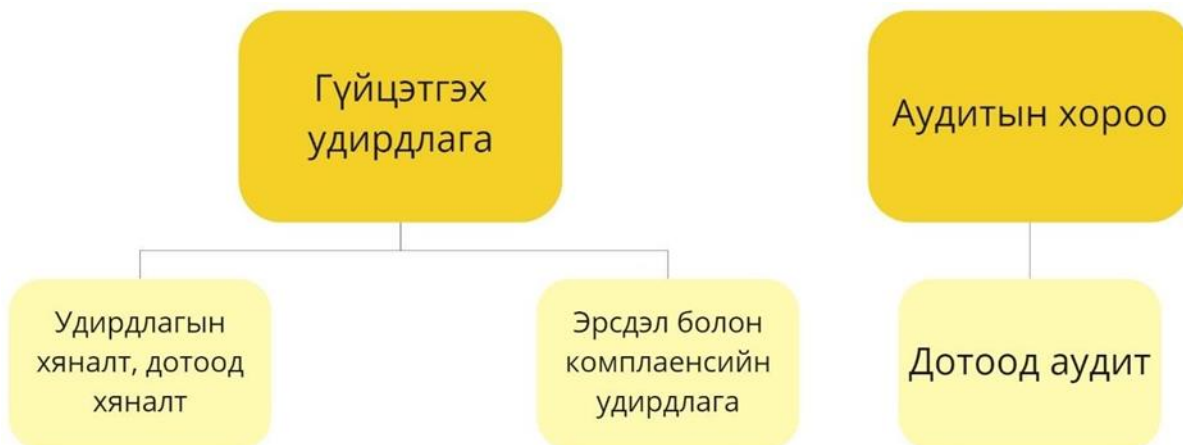 Гүйцэтгэх
удирдлага
Аудитын хороо
Удирдлагын
хяналт, дотоод
хяналт
Эрсдэл болон
комплаенсийн
удирдлага
Дотоод аудит